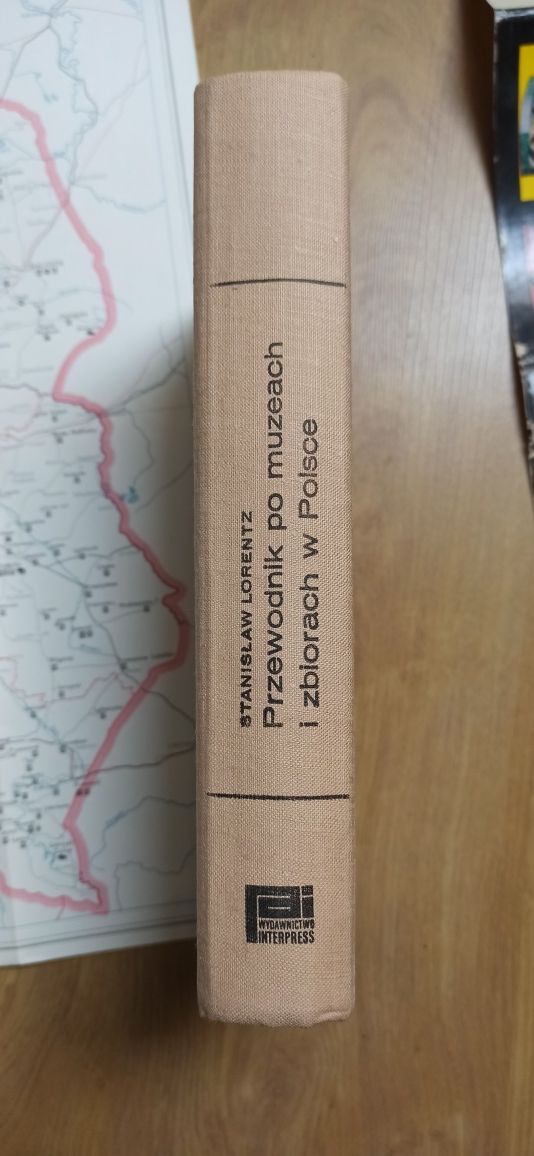 STANISŁAW LORENTZ
Przewodnik po muzeach
i zbiorach w Polsce
WYDAWNICTWO
INTERPRESS